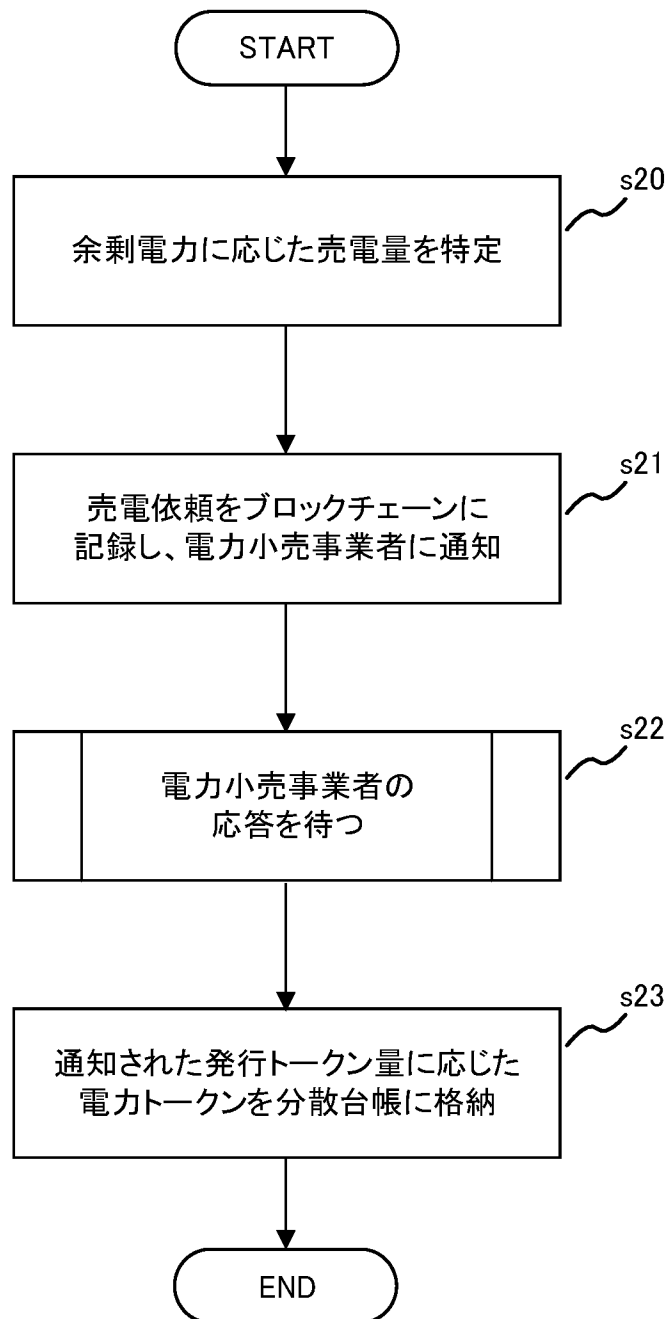 START
s20
余剰電力に応じた売電量を特定
s21
売電依頼をブロックチェーンに
記録し、電力小売事業者に通知
s22
電力小売事業者の
応答を待つ
s23
通知された発行トークン量に応じた
電力トークンを分散台帳に格納
END